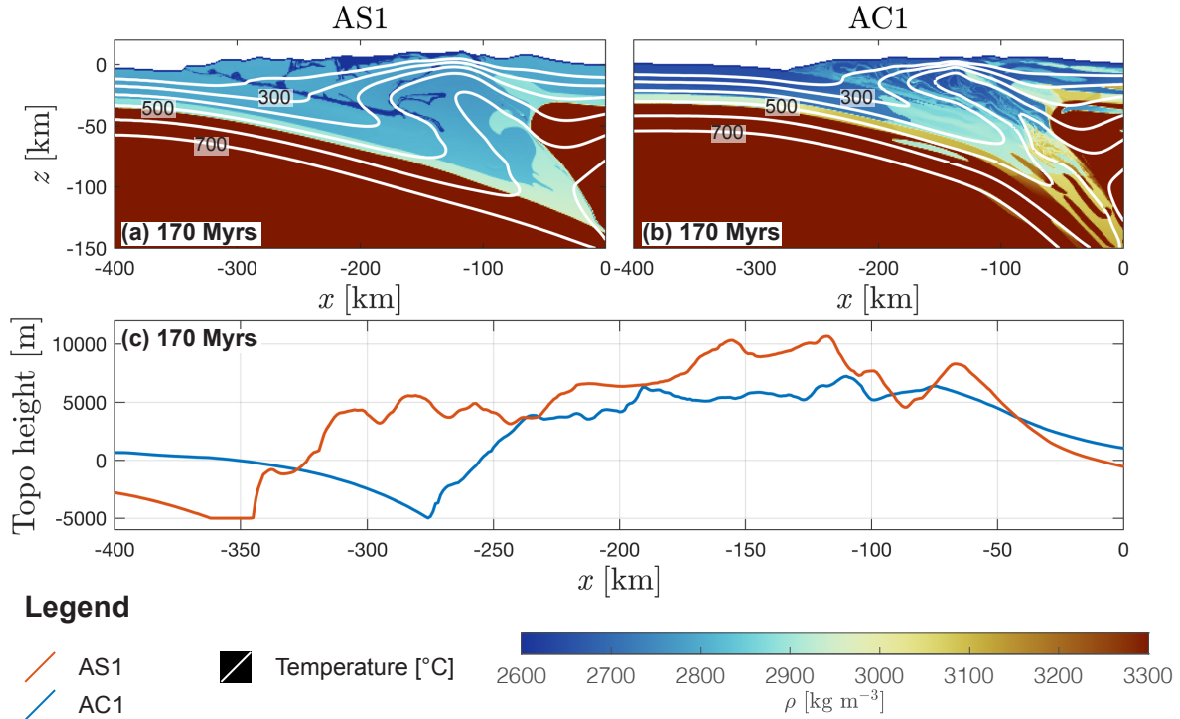 AS1
AC1
z [km]
0
-50
-100
-150
300
500
700
(a) 170 Myrs
-400
-300
-200
-100
0
x [km]
300
500
700
(b) 170 Myrs
-400
-300
-200
-100
0
x [km]
Topo height [m]
10000
5000
0
-5000
(c) 170 Myrs
-400
-350
-300
-250
-200
-150
-100
-50
0
x [km]
Legend
AS1
AC1
Temperature [°C]
2600 2700 2800 2900 3000 3100 3200 3300
ρ [kg m⁻³]